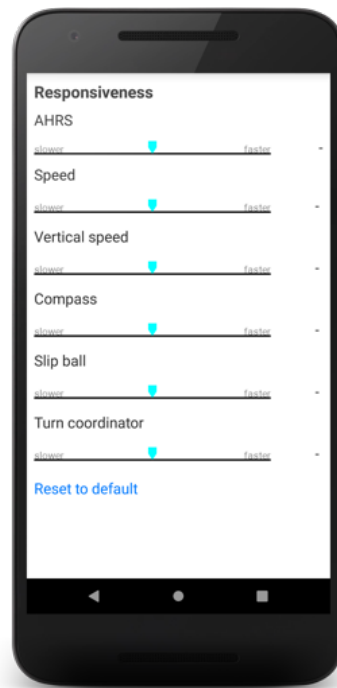 Responsiveness
AHRS
slower faster -
Speed
slower faster -
Vertical speed
slower faster -
Compass
slower faster -
Slip ball
slower faster -
Turn coordinator
slower faster -
Reset to default